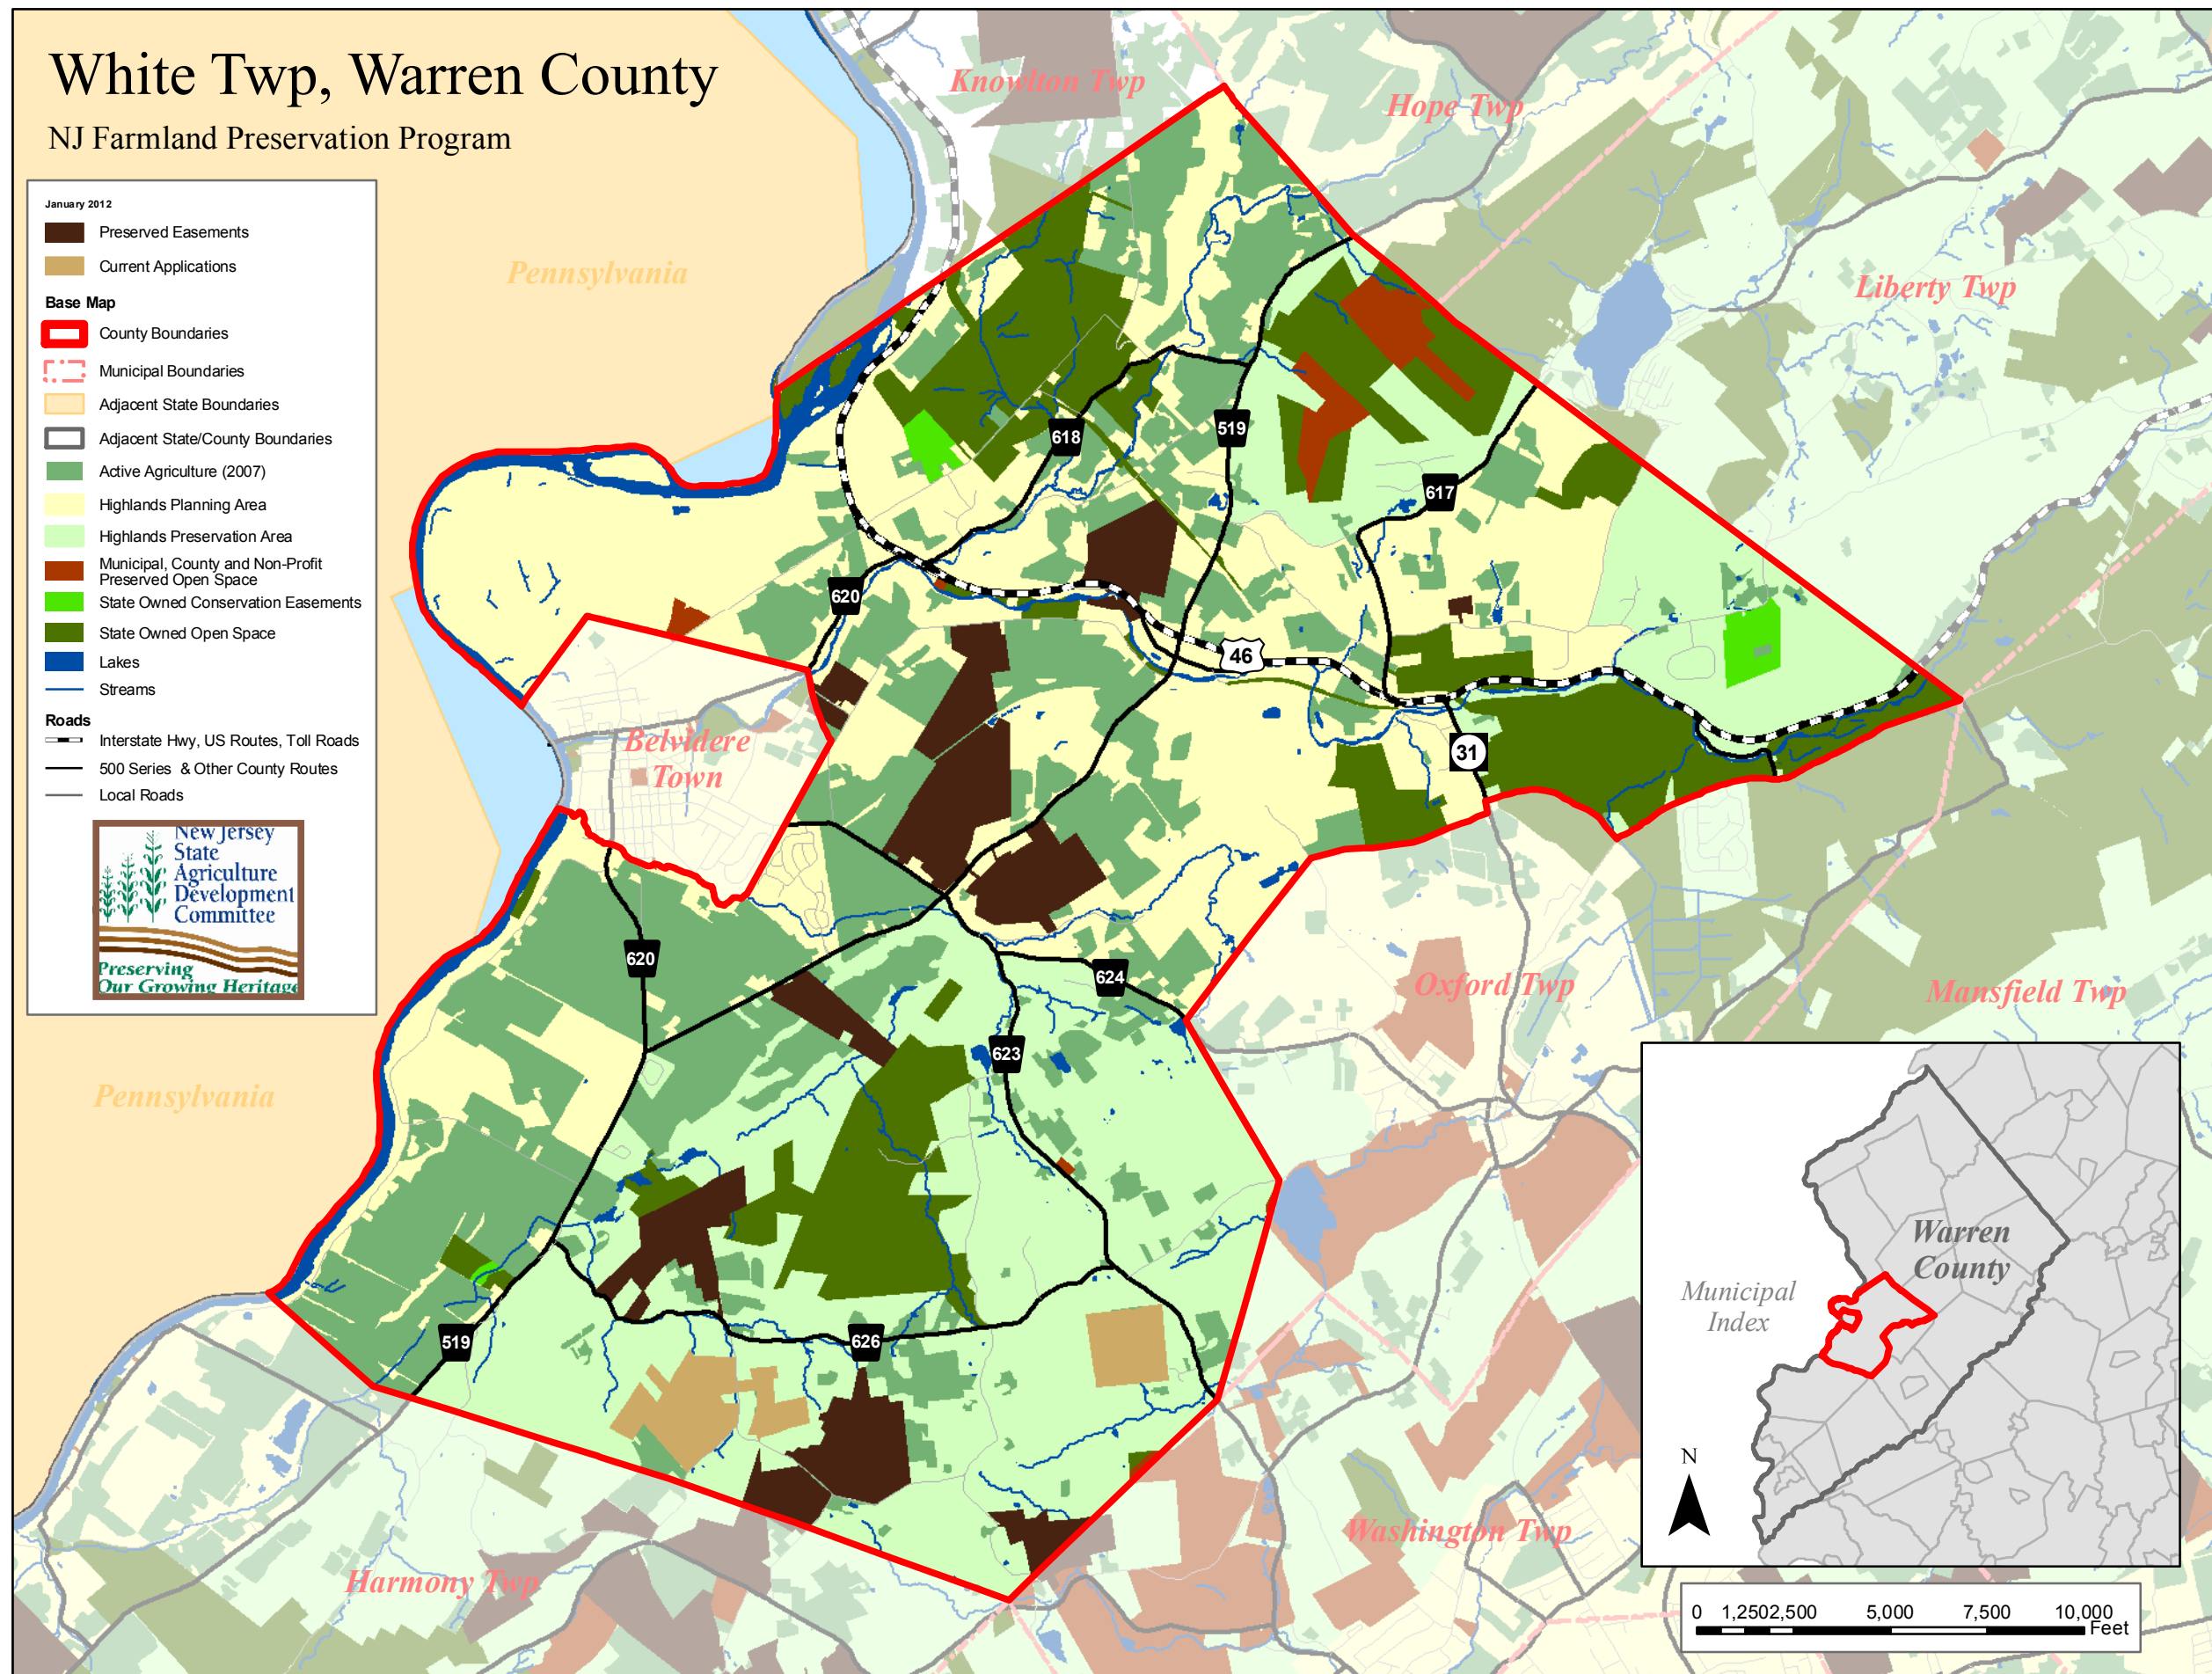 White Twp, Warren County
NJ Farmland Preservation Program
January 2012
Preserved Easements
Current Applications
Base Map
County Boundaries
Municipal Boundaries
Adjacent State Boundaries
Adjacent State/County Boundaries
Active Agriculture (2007)
Highlands Planning Area
Highlands Preservation Area
Municipal, County and Non-Profit
Preserved Open Space
State Owned Conservation Easements
State Owned Open Space
Lakes
Streams
Roads
Interstate Hwy, US Routes, Toll Roads
500 Series & Other County Routes
Local Roads
New Jersey
State
Agriculture
Development
Committee
Preserving
Our Growing Heritage
Knowlton Twp
Hope Twp
Pennsylvania
Liberty Twp
618
519
617
620
46
31
Belvidere
Town
620
624
Oxford Twp
Mansfield Twp
623
Pennsylvania
519
626
Washington Twp
Harmony Twp
Warren
County
Municipal
Index
N
0 1,250 2,500 5,000 7,500 10,000
Feet